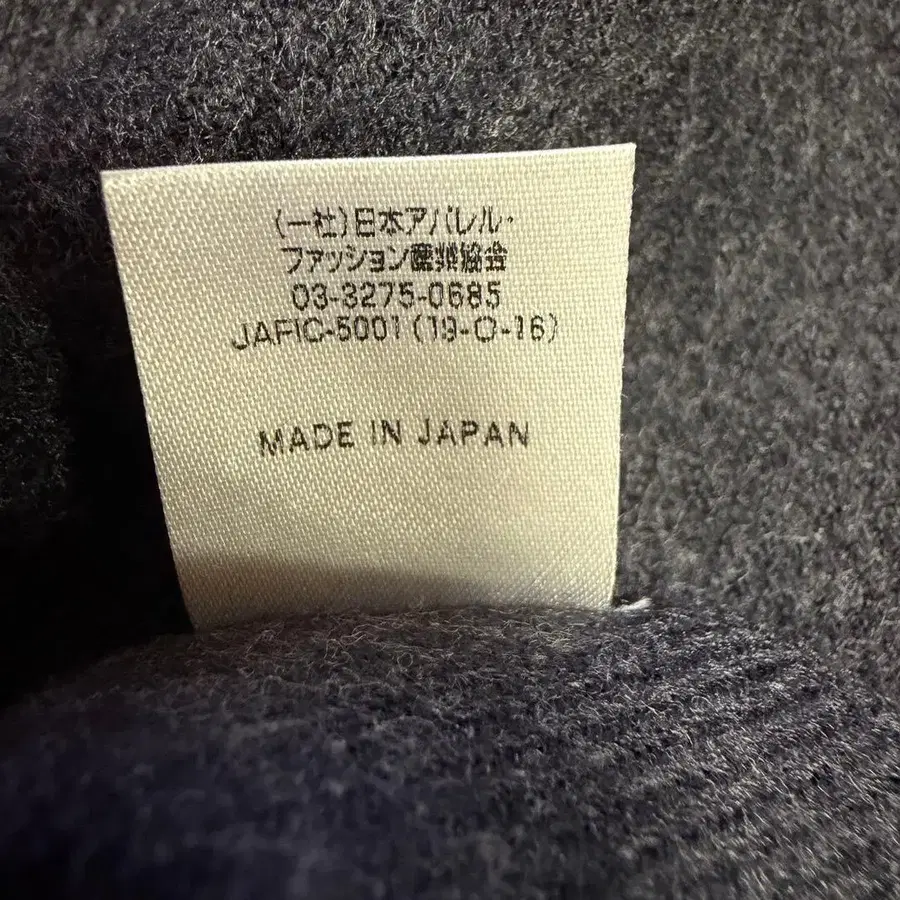 (一社)日本アパレル・
ファッション産業協会
03-3275-0685
JAFIC-5001(19-O-16)
MADE IN JAPAN